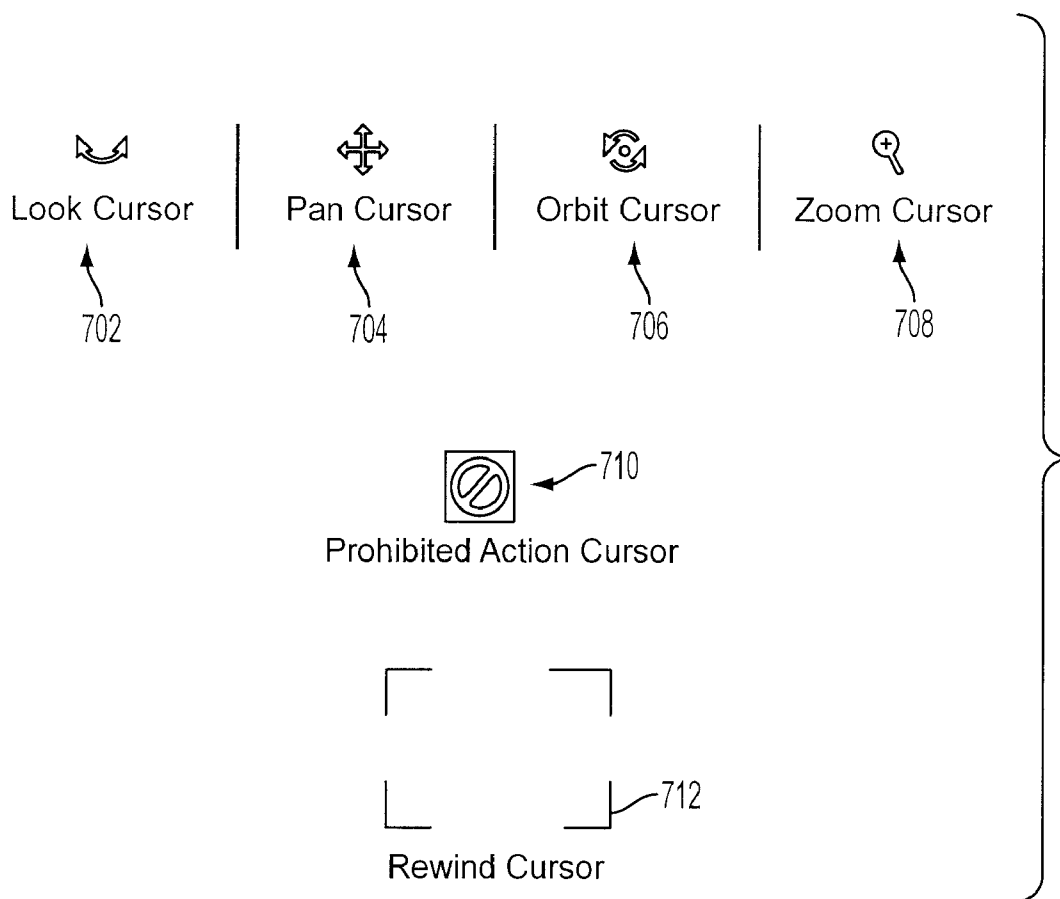 Look Cursor
Pan Cursor
Orbit Cursor
Zoom Cursor
702
704
706
708
710
Prohibited Action Cursor
712
Rewind Cursor